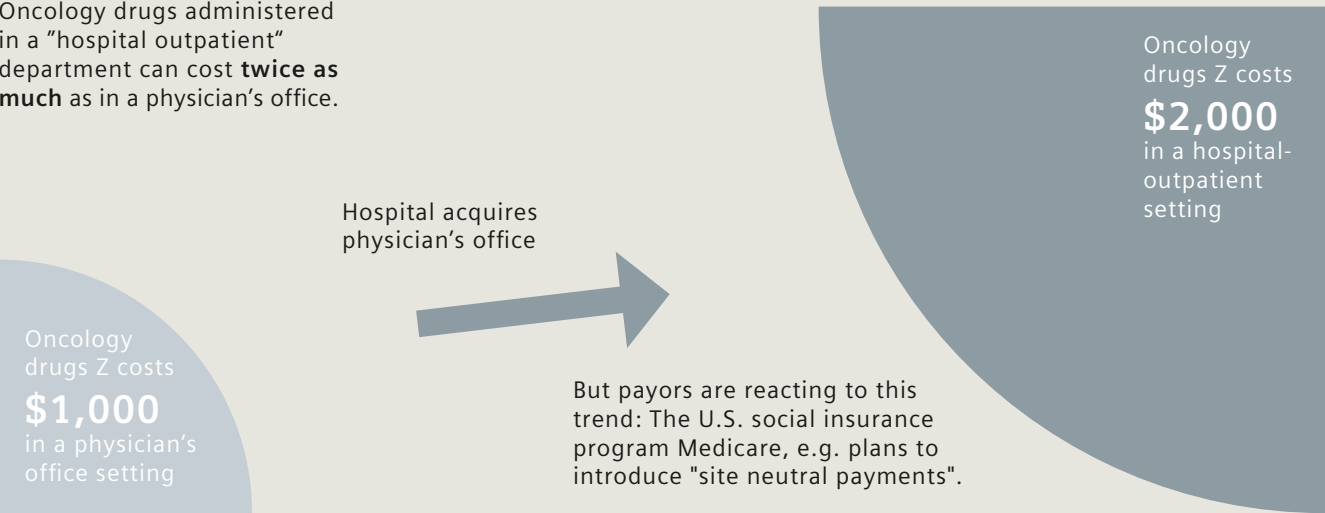 Oncology drugs administered
in a ”hospital outpatient“
department can cost twice as
much as in a physician’s office.
Hospital acquires
physician’s office
Oncology
drugs Z costs
$1,000
in a physician’s
office setting
But payors are reacting to this
trend: The U.S. social insurance
program Medicare, e.g. plans to
introduce "site neutral payments".
Oncology
drugs Z costs
$2,000
in a hospital-
outpatient
setting